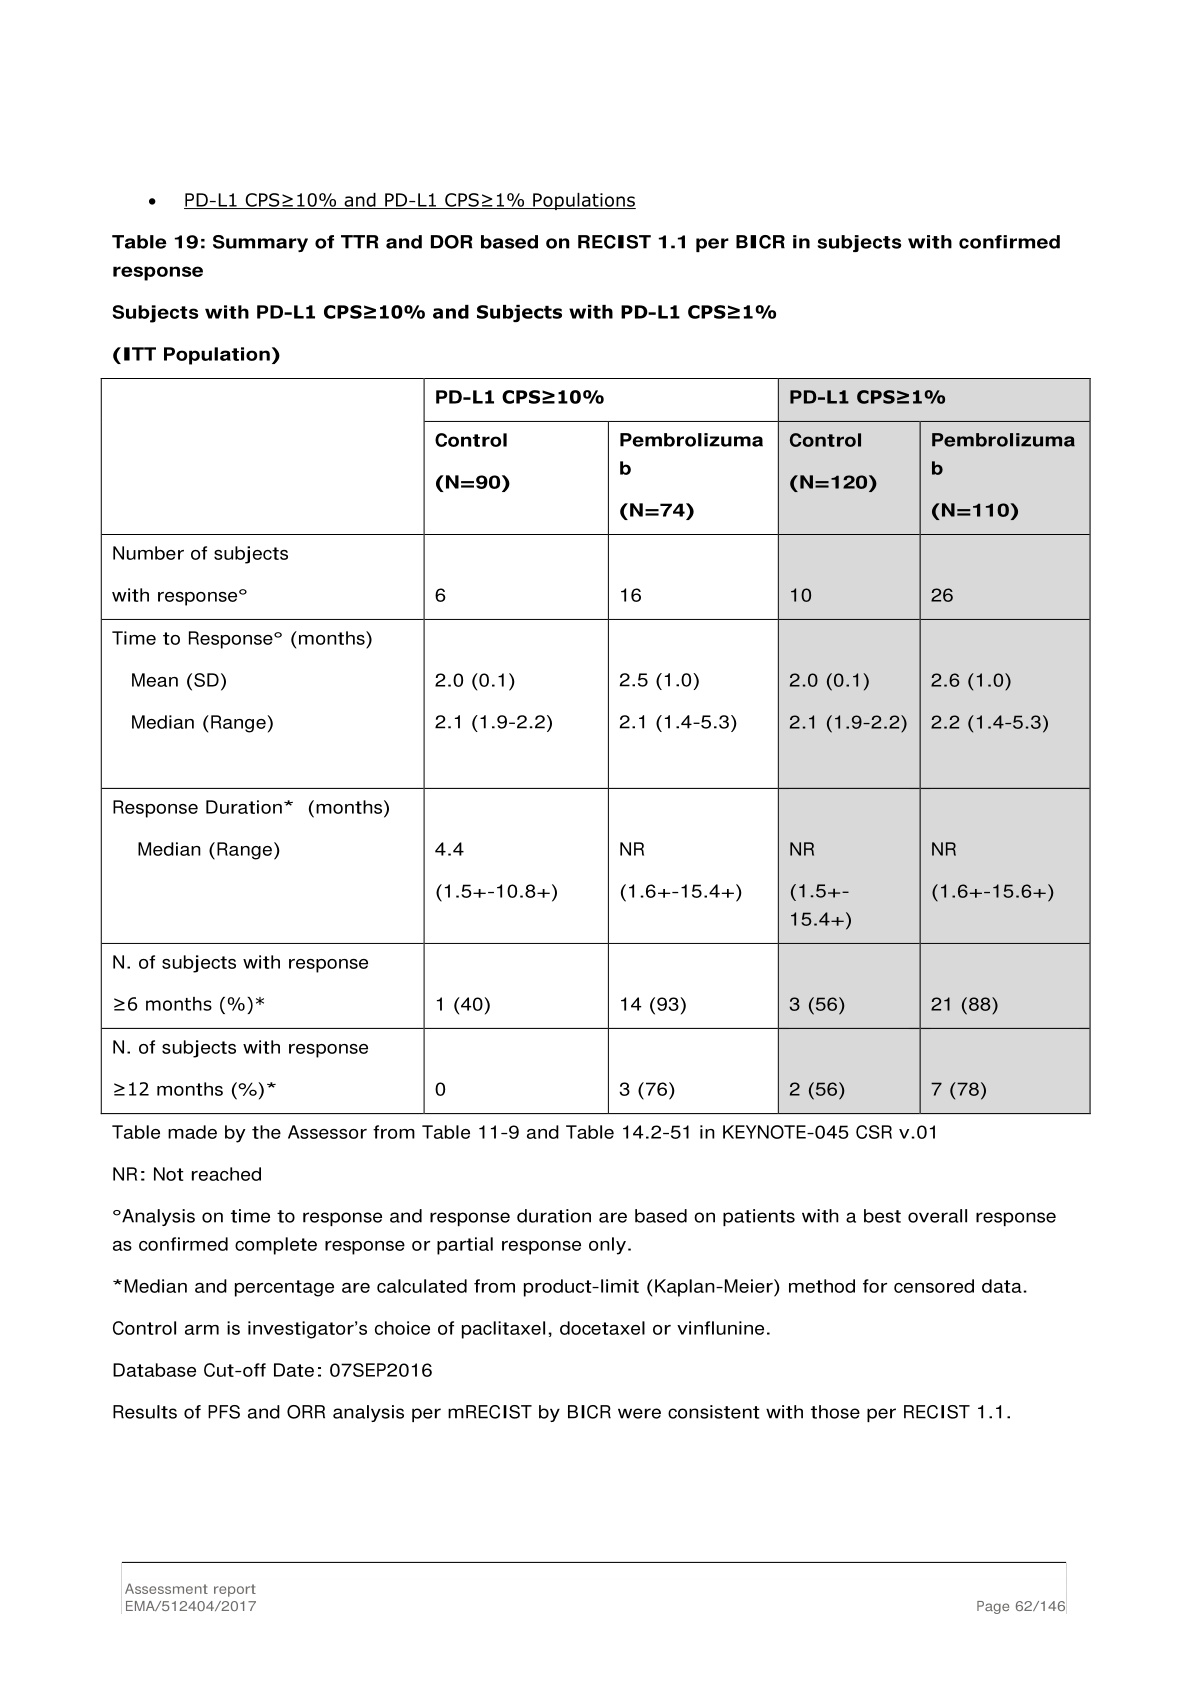 • PD-L1 CPS≥10% and PD-L1 CPS≥1% Populations
Table 19: Summary of TTR and DOR based on RECIST 1.1 per BICR in subjects with confirmed
response
Subjects with PD-L1 CPS≥10% and Subjects with PD-L1 CPS≥1%
(ITT Population)
PD-L1 CPS≥10% PD-L1 CPS≥1%
Control Pembrolizuma Control Pembrolizuma
b b
(N=90) (N=120)
(N=74) (N=110)
Number of subjects
with responseº 6 16 10 26
Time to Responseº (months)
Mean (SD) 2.0 (0.1) 2.5 (1.0) 2.0 (0.1) 2.6 (1.0)
Median (Range) 2.1 (1.9-2.2) 2.1 (1.4-5.3) 2.1 (1.9-2.2) 2.2 (1.4-5.3)
Response Duration* (months)
Median (Range) 4.4 NR NR NR
(1.5+-10.8+) (1.6+-15.4+) (1.5+- (1.6+-15.6+)
15.4+)
N. of subjects with response
≥6 months (%)* 1 (40) 14 (93) 3 (56) 21 (88)
N. of subjects with response
≥12 months (%)* 0 3 (76) 2 (56) 7 (78)
Table made by the Assessor from Table 11-9 and Table 14.2-51 in KEYNOTE-045 CSR v.01
NR: Not reached
ºAnalysis on time to response and response duration are based on patients with a best overall response
as confirmed complete response or partial response only.
*Median and percentage are calculated from product-limit (Kaplan-Meier) method for censored data.
Control arm is investigator's choice of paclitaxel, docetaxel or vinflunine.
Database Cut-off Date: 07SEP2016
Results of PFS and ORR analysis per mRECIST by BICR were consistent with those per RECIST 1.1.
Assessment report
EMA/512404/2017 Page 62/146